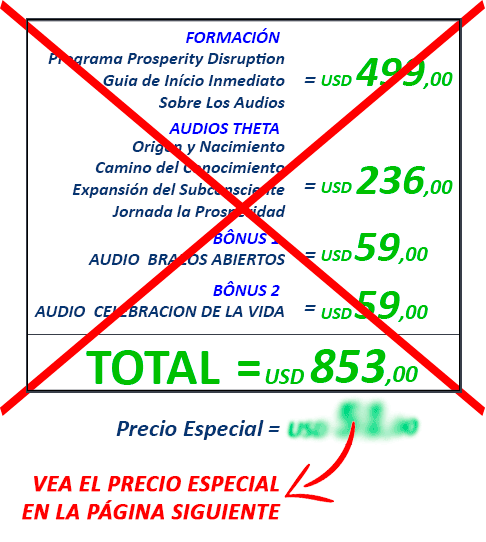 FORMACIÓN
Programa Prosperity Disruption
Guia de Início Inmediato = USD 499,00
Sobre Los Audios
AUDIOS THETA
Origen y Nacimiento
Camino del Conocimiento
Expansión del Subconsciente = USD 236,00
Jornada la Prosperidad
BÔNUS 1
AUDIO BRAZOS ABIERTOS = USD 59,00
BÔNUS 2
AUDIO CELEBRACION DE LA VIDA = USD 59,00
TOTAL = USD 853,00
Precio Especial = USD
VEA EL PRECIO ESPECIAL
EN LA PÁGINA SIGUIENTE